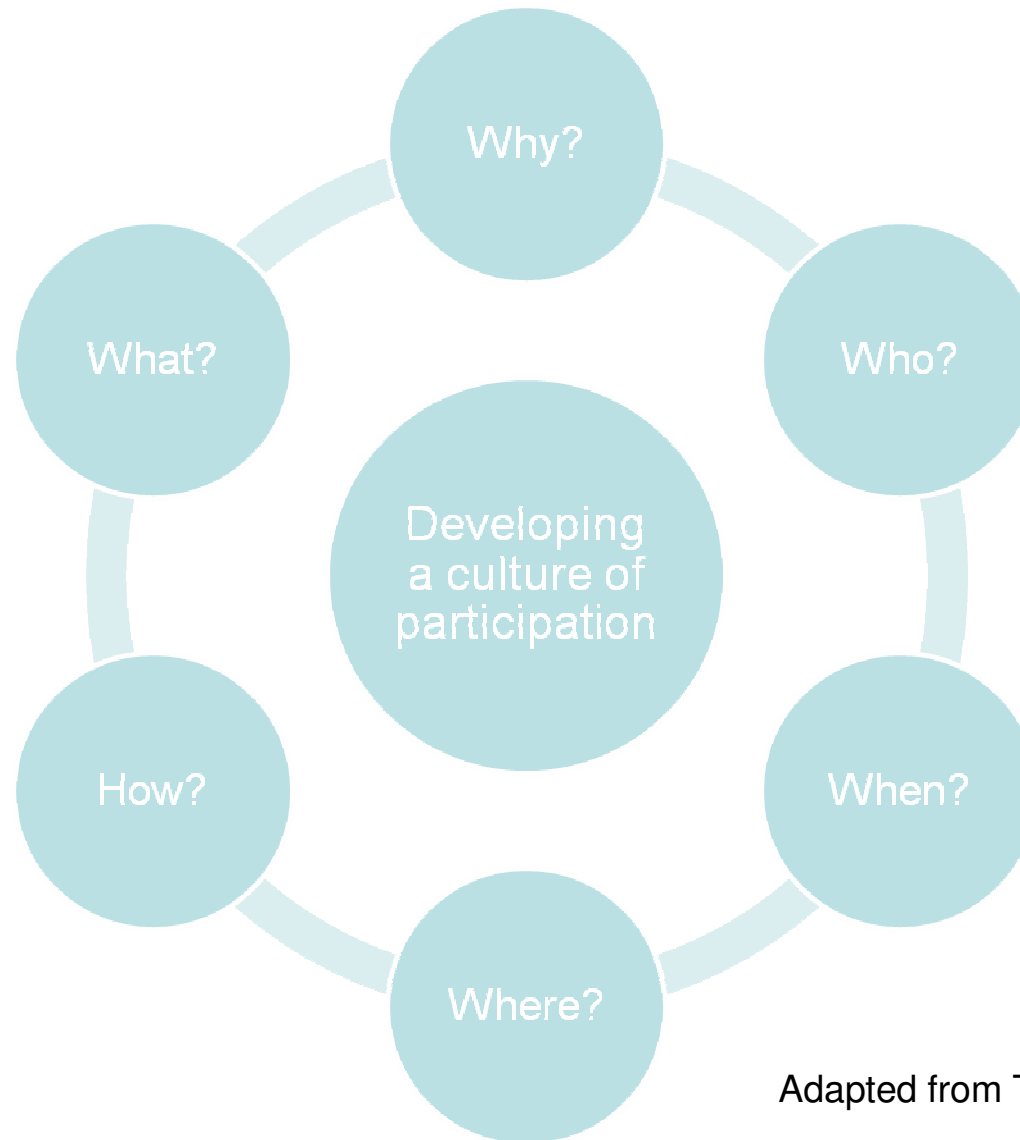 Why?
Who?
When?
Where?
How?
What?
Developing
a culture of
participation
Adapted from